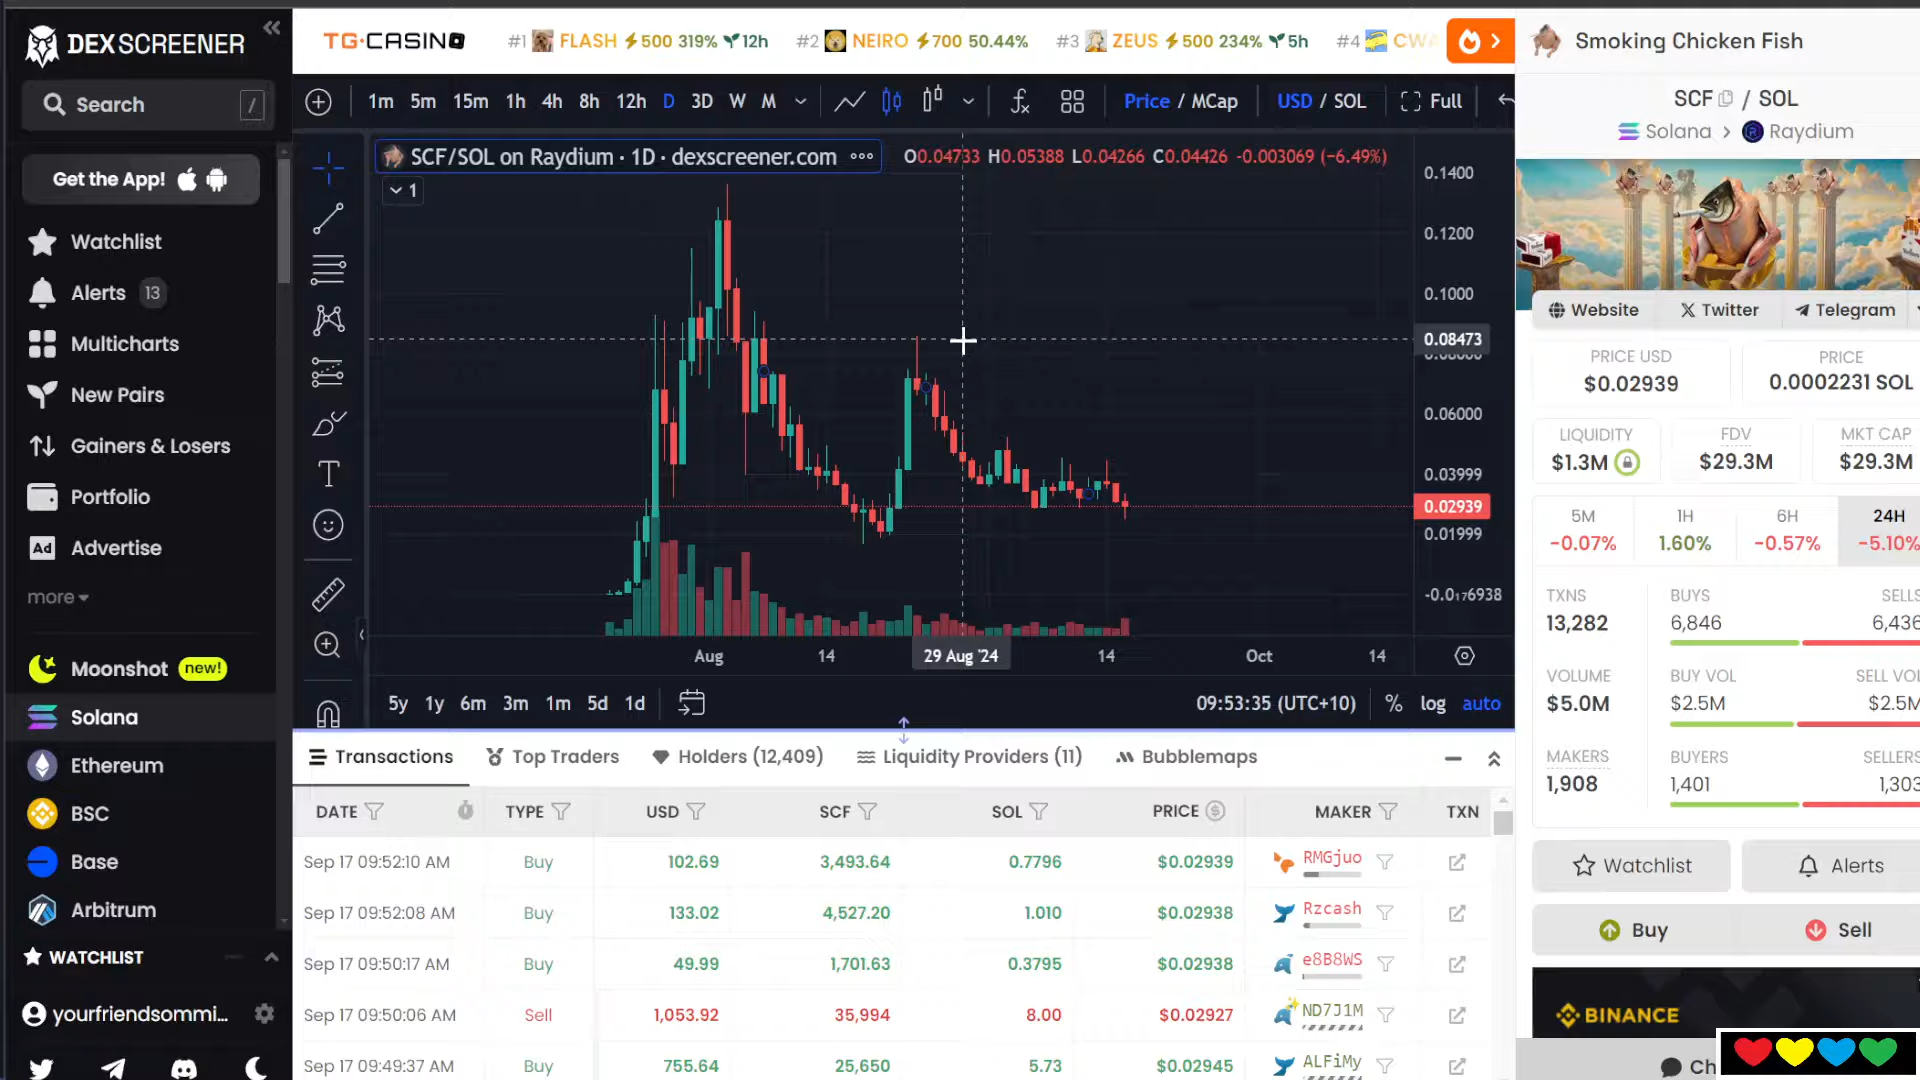 DEX SCREENER
Search /
Get the App!
Watchlist
Alerts 13
Multicharts
New Pairs
Gainers & Losers
Portfolio
Ad Advertise
more
Moonshot new!
Solana
Ethereum
BSC
Base
Arbitrum
WATCHLIST
yourfriendsommi...
TG.CASINO #1 FLASH 500 319% 12h #2 NEIRO 700 50.44% #3 ZEUS 500 234% 5h #4
1m 5m 15m 1h 4h 8h 12h D 3D W M Price / MCap USD / SOL Full
SCF/SOL on Raydium · 1D · dexscreener.com O0.04733 H0.05388 L0.04266 C0.04426 -0.003069 (-6.49%)
1
0.1400
0.1200
0.1000
0.08473
0.06000
0.03999
0.02939
0.01999
-0.0₁₇6938
Aug 14 29 Aug '24 14 Oct 14
5y 1y 6m 3m 1m 5d 1d 09:53:35 (UTC+10) % log auto
Transactions Top Traders Holders (12,409) Liquidity Providers (11) Bubblemaps
DATE TYPE USD SCF SOL PRICE MAKER TXN
Sep 17 09:52:10 AM Buy 102.69 3,493.64 0.7796 $0.02939 RMGjuo
Sep 17 09:52:08 AM Buy 133.02 4,527.20 1.010 $0.02938 Rzcash
Sep 17 09:50:17 AM Buy 49.99 1,701.63 0.3795 $0.02938 e8B8WS
Sep 17 09:50:06 AM Sell 1,053.92 35,994 8.00 $0.02927 ND7J1M
Sep 17 09:49:37 AM Buy 755.64 25,650 5.73 $0.02945 ALFiMy
Smoking Chicken Fish
SCF / SOL
Solana > Raydium
Website Twitter Telegram
PRICE USD PRICE
$0.02939 0.0002231 SOL
LIQUIDITY FDV MKT CAP
$1.3M $29.3M $29.3M
5M 1H 6H 24H
-0.07% 1.60% -0.57% -5.10%
TXNS BUYS SELLS
13,282 6,846 6,436
VOLUME BUY VOL SELL VOL
$5.0M $2.5M $2.5M
MAKERS BUYERS SELLERS
1,908 1,401 1,303
Watchlist Alerts
Buy Sell
BINANCE